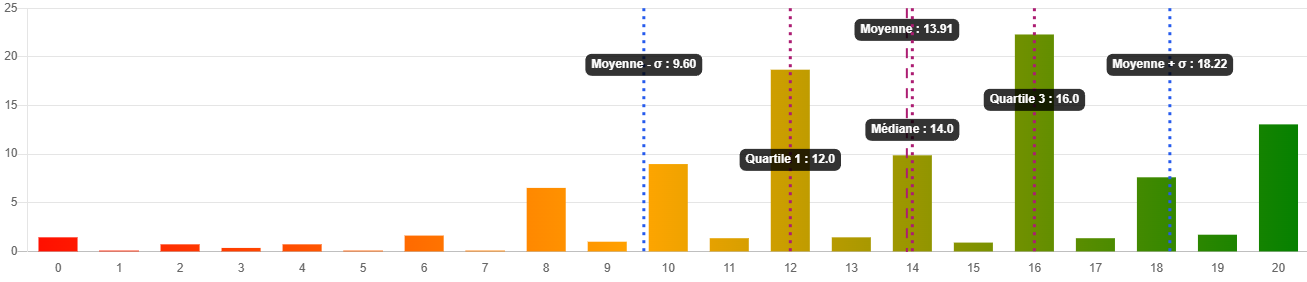 25
20
15
10
5
0
Moyenne : 13.91
Moyenne - σ : 9.60
Moyenne + σ : 18.22
Quartile 3 : 16.0
Médiane : 14.0
Quartile 1 : 12.0
0 1 2 3 4 5 6 7 8 9 10 11 12 13 14 15 16 17 18 19 20